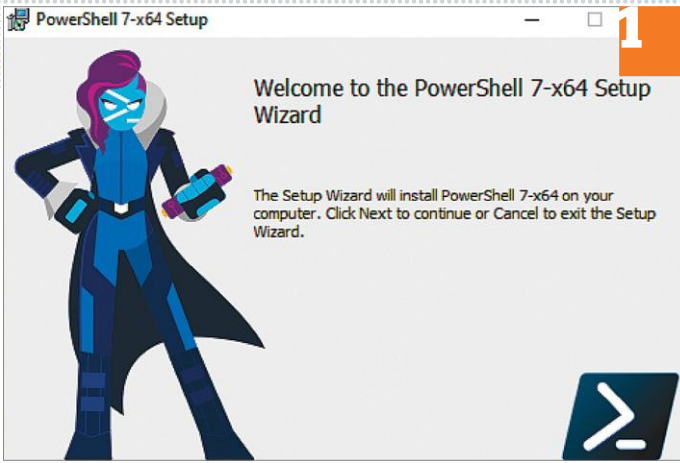 PowerShell 7-x64 Setup
1
Welcome to the PowerShell 7-x64 Setup
Wizard
The Setup Wizard will install PowerShell 7-x64 on your
computer. Click Next to continue or Cancel to exit the Setup
Wizard.